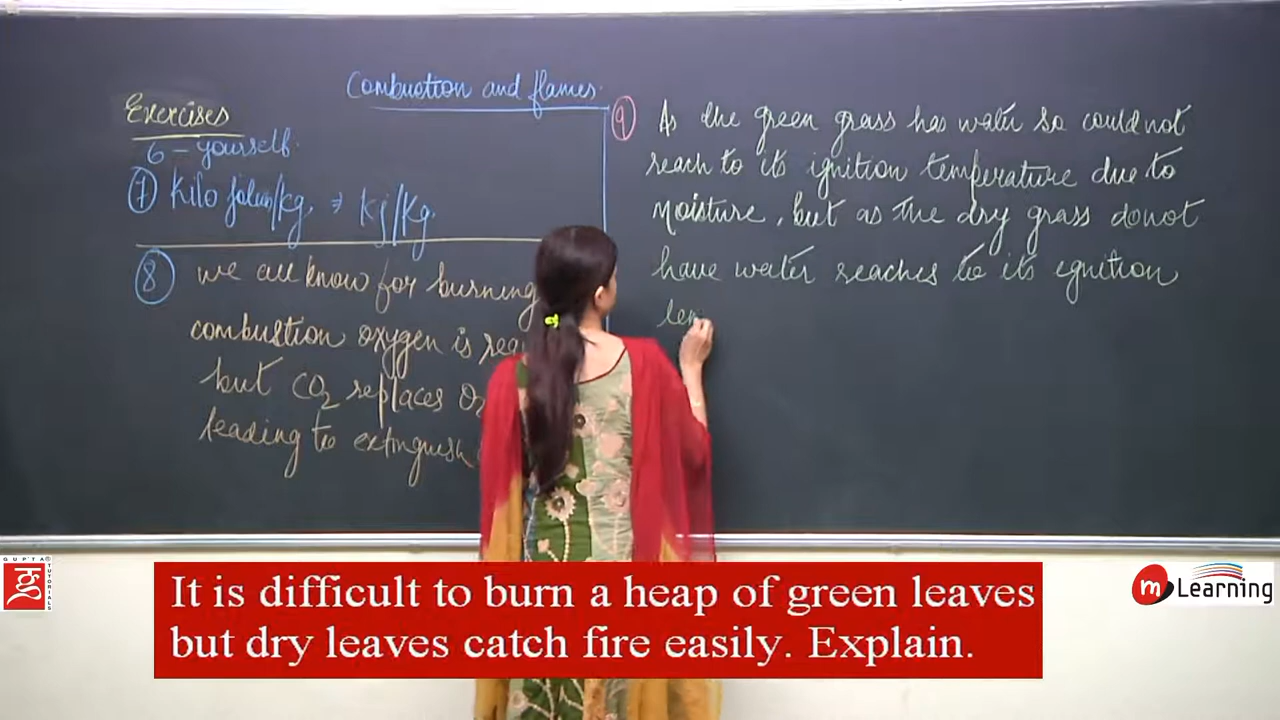 Combustion and flames.
Exercises
6 - yourself.
7 Kilo joules/kg. ⇒ Kj/Kg.
8 we all know for burning
combustion oxygen is
but CO2 replaces
leading to extinguish
9 As the green grass has water so could not
reach to its ignition temperature due to
moisture, but as the dry grass donot
have water reaches to its ignition
tem
GUPTA TUTORIALS
It is difficult to burn a heap of green leaves
but dry leaves catch fire easily. Explain.
m Learning